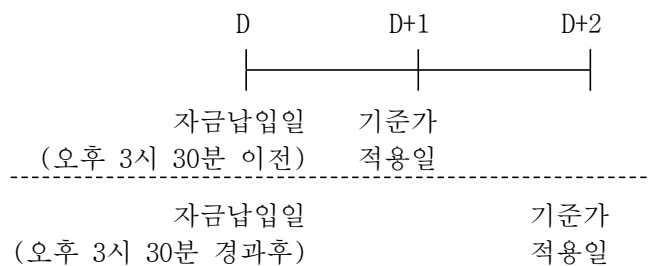 D D+1 D+2
자금납입일 기준가
(오후 3시 30분 이전) 적용일
자금납입일 기준가
(오후 3시 30분 경과후) 적용일